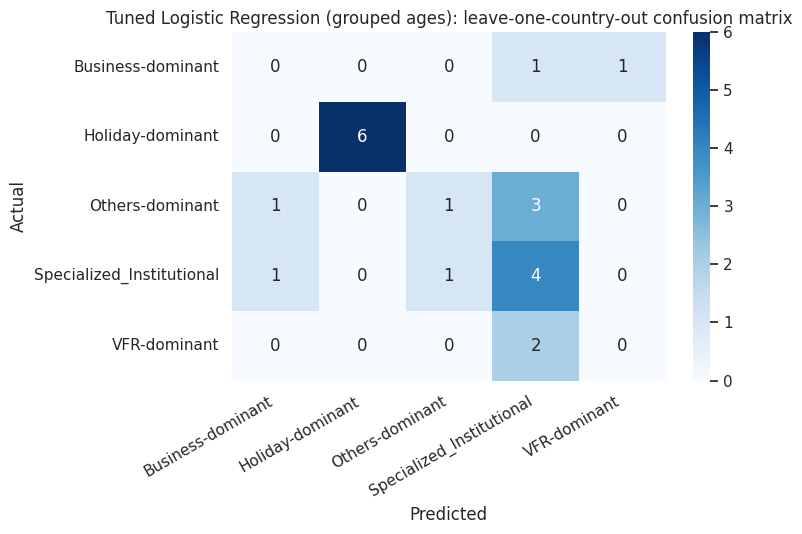 Tuned Logistic Regression (grouped ages): leave-one-country-out confusion matrix
Actual
Business-dominant 0 0 0 1 1
Holiday-dominant 0 6 0 0 0
Others-dominant 1 0 1 3 0
Specialized_Institutional 1 0 1 4 0
VFR-dominant 0 0 0 2 0
Business-dominant
Holiday-dominant
Others-dominant
Specialized_Institutional
VFR-dominant
Predicted
6
5
4
3
2
1
0